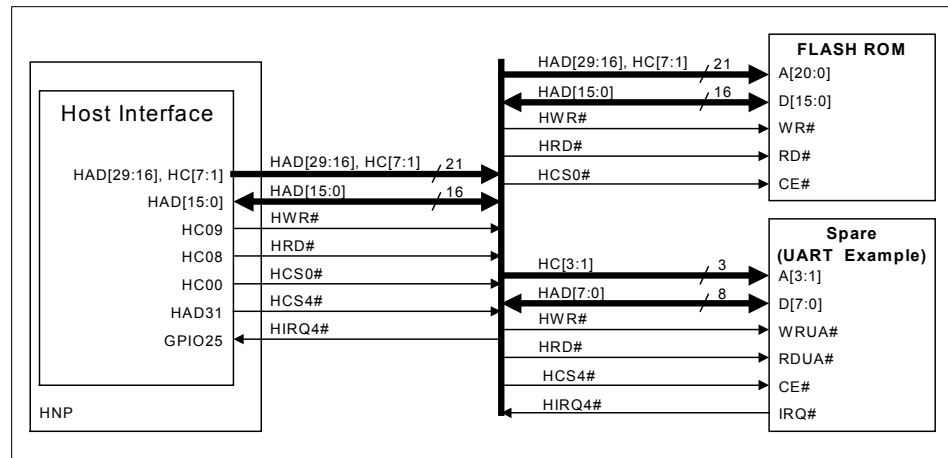 Host Interface
HAD[29:16], HC[7:1]
HAD[15:0]
HC09
HC08
HC00
HAD31
GPIO25
HNP
HAD[29:16], HC[7:1] 21
HAD[15:0] 16
HWR#
HRD#
HCS0#
HCS4#
HIRQ4#
HAD[29:16], HC[7:1] 21
HAD[15:0] 16
HWR#
HRD#
HCS0#
FLASH ROM
A[20:0]
D[15:0]
WR#
RD#
CE#
HC[3:1] 3
HAD[7:0] 8
HWR#
HRD#
HCS4#
HIRQ4#
Spare
(UART Example)
A[3:1]
D[7:0]
WRUA#
RDUA#
CE#
IRQ#